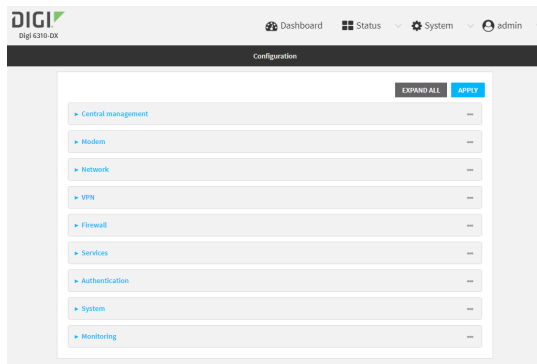 DIGI
Digi 6310-DX
Dashboard Status System admin
Configuration
EXPAND ALL APPLY
Central management
Modem
Network
VPN
Firewall
Services
Authentication
System
Monitoring